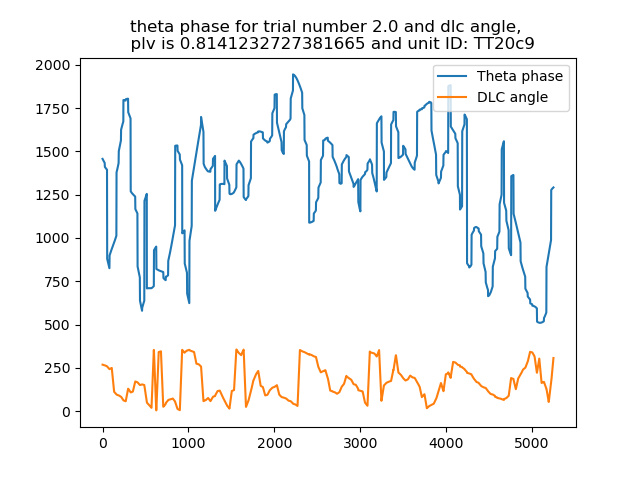 theta phase for trial number 2.0 and dlc angle,
plv is 0.8141232727381665 and unit ID: TT20c9
Theta phase
DLC angle
2000
1750
1500
1250
1000
750
500
250
0
0 1000 2000 3000 4000 5000